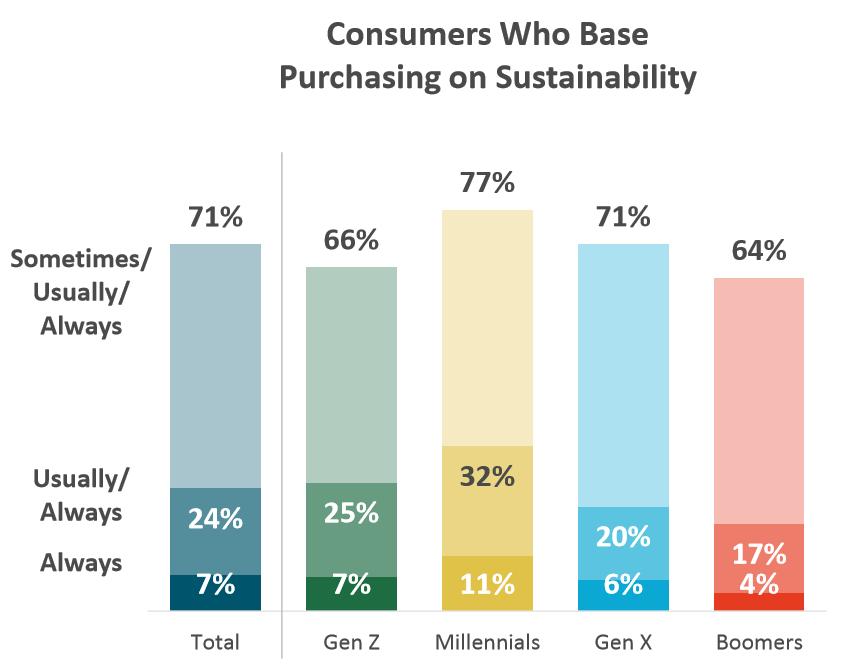 Consumers Who Base
Purchasing on Sustainability
77%
71%
71%
66%
64%
Sometimes/
Usually/
Always
Usually/
Always
32%
24%
25%
20%
17%
Always
7%
7%
11%
6%
4%
Total
Gen Z
Millennials
Gen X
Boomers